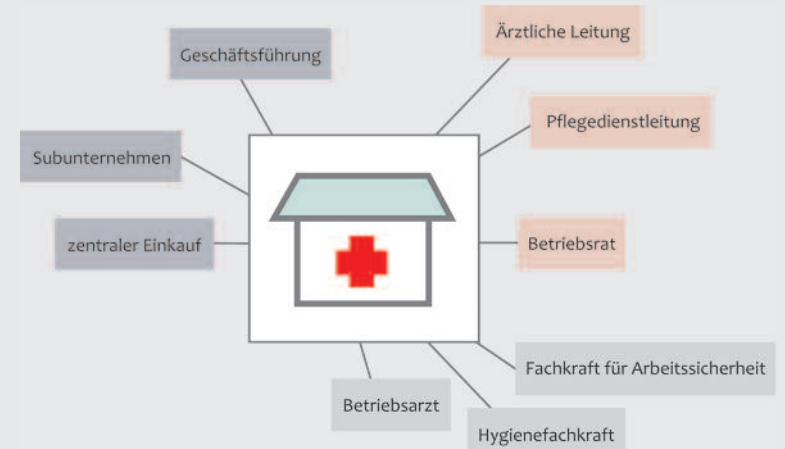 Ärztliche Leitung
Geschäftsführung
Pflegedienstleitung
Subunternehmen
zentraler Einkauf
Betriebsrat
Fachkraft für Arbeitssicherheit
Betriebsarzt
Hygienefachkraft